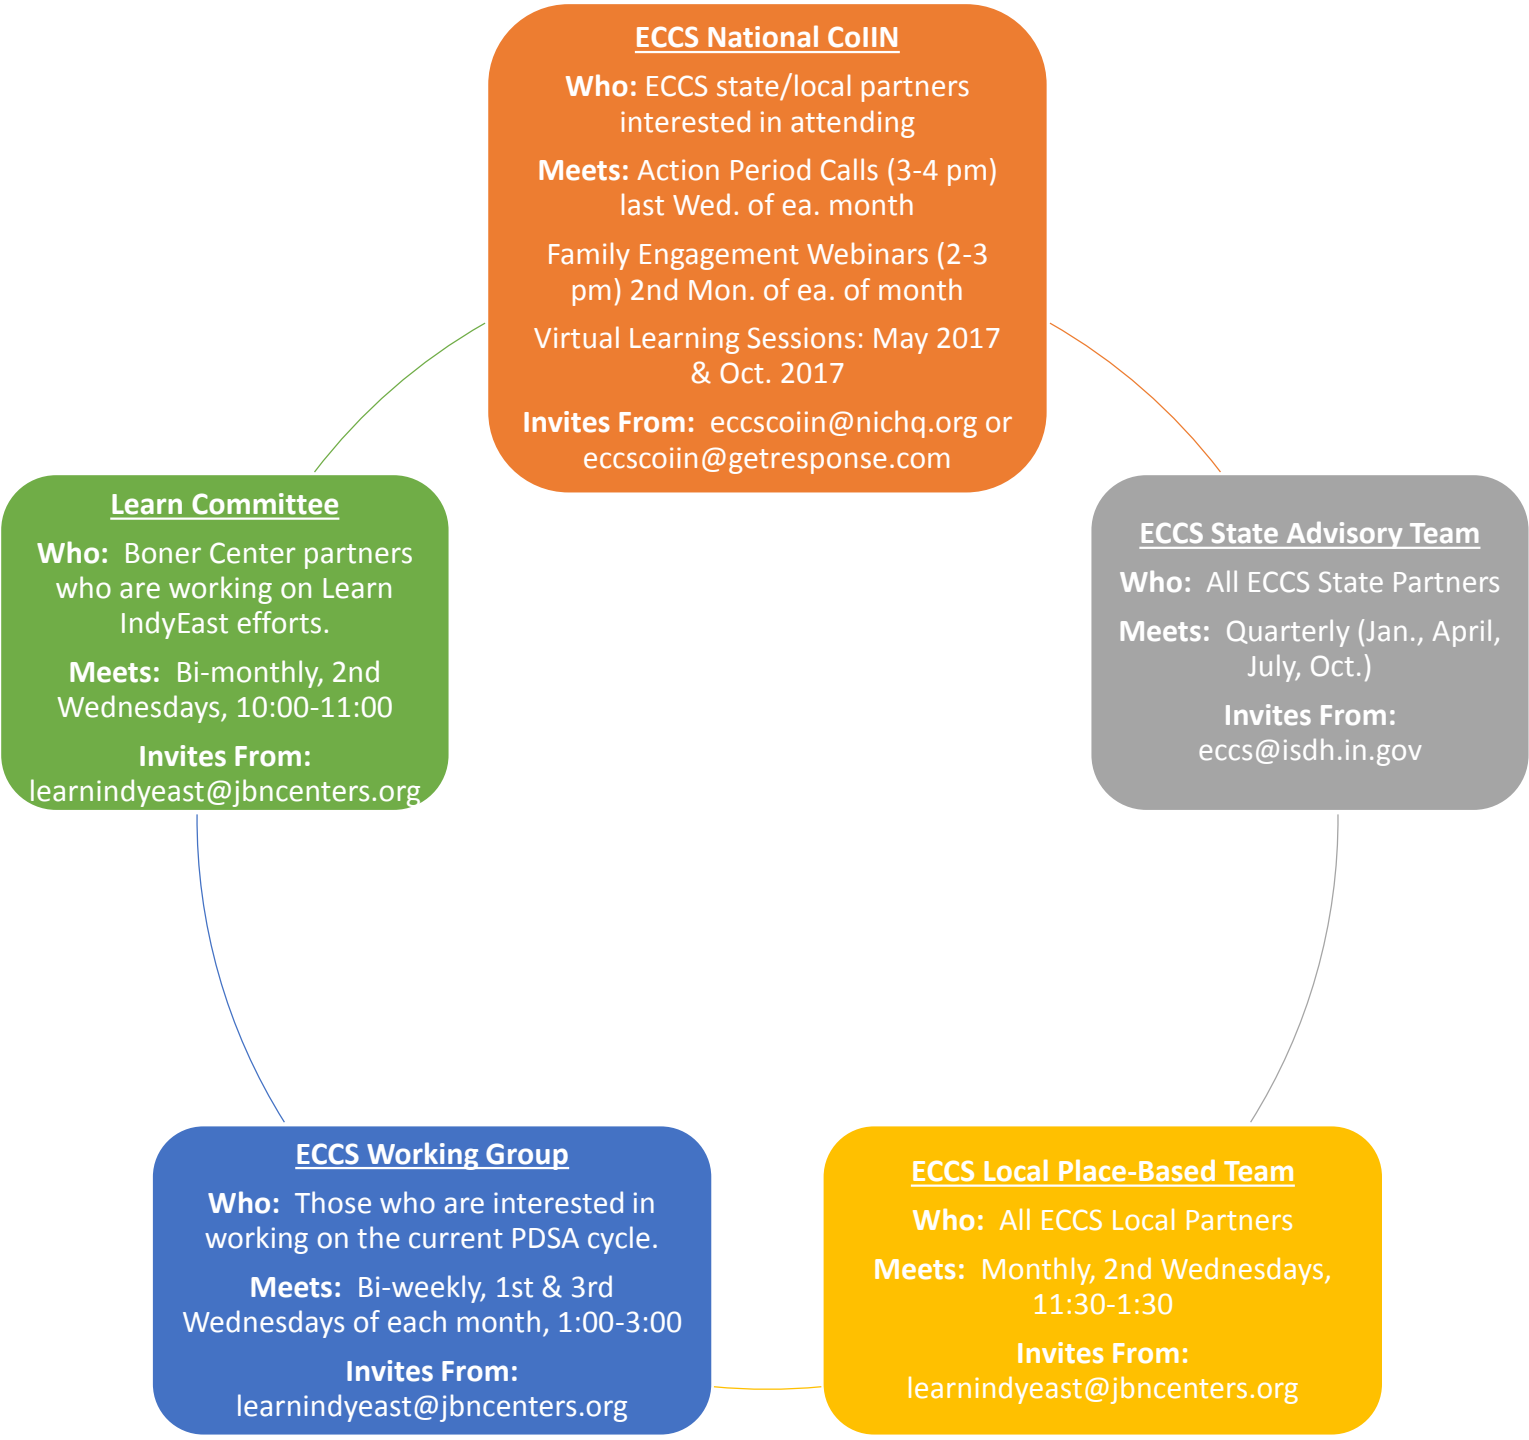 ECCS National CoIIN
Who: ECCS state/local partners
interested in attending
Meets: Action Period Calls (3-4 pm)
last Wed. of ea. month
Family Engagement Webinars (2-3
pm) 2nd Mon. of ea. of month
Virtual Learning Sessions: May 2017
& Oct. 2017
Invites From: eccscoiin@nichq.org or
eccscoiin@getresponse.com
ECCS State Advisory Team
Who: All ECCS State Partners
Meets: Quarterly (Jan., April,
July, Oct.)
Invites From:
eccs@isdh.in.gov
ECCS Local Place-Based Team
Who: All ECCS Local Partners
Meets: Monthly, 2nd Wednesdays,
11:30-1:30
Invites From:
learnindyeast@jbncenters.org
ECCS Working Group
Who: Those who are interested in
working on the current PDSA cycle.
Meets: Bi-weekly, 1st & 3rd
Wednesdays of each month, 1:00-3:00
Invites From:
learnindyeast@jbncenters.org
Learn Committee
Who: Boner Center partners
who are working on Learn
IndyEast efforts.
Meets: Bi-monthly, 2nd
Wednesdays, 10:00-11:00
Invites From:
learnindyeast@jbncenters.org